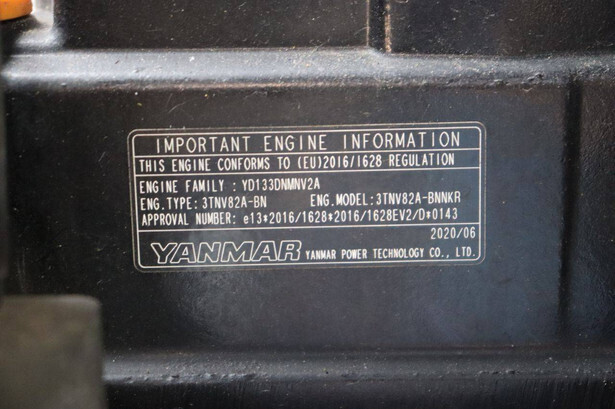 IMPORTANT ENGINE INFORMATION
THIS ENGINE CONFORMS TO (EU)2016/1628 REGULATION
ENGINE FAMILY : YD133DNMNV2A
ENG.TYPE: 3TNV82A-BN ENG.MODEL: 3TNV82A-BNNKR
APPROVAL NUMBER: e13*2016/1628*2016/1628EV2/D*0143
2020/06
YANMAR YANMAR POWER TECHNOLOGY CO., LTD.